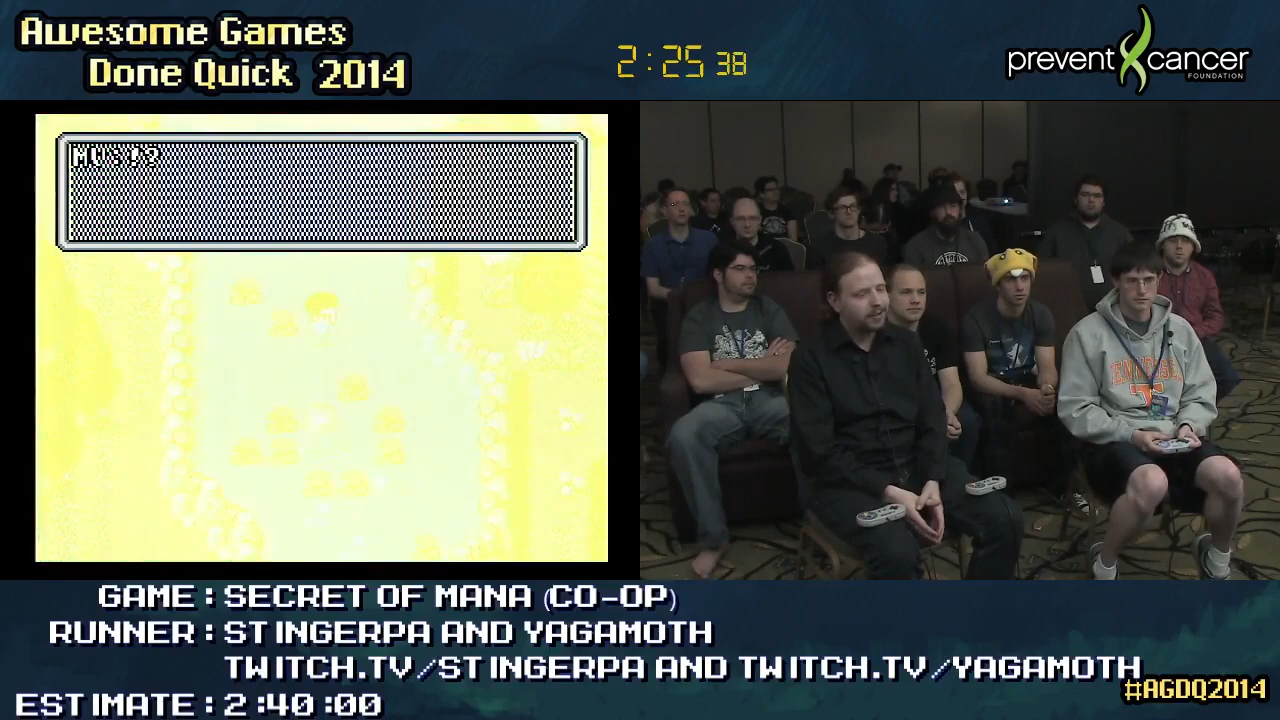 Awesome Games
Done Quick 2014
2:25 38
prevent cancer
FOUNDATION
GAME : SECRET OF MANA (CO-OP)
RUNNER : STINGERPA AND YAGAMOTH
TWITCH.TV/STINGERPA AND TWITCH.TV/YAGAMOTH
ESTIMATE : 2:40:00
#AGDQ2014